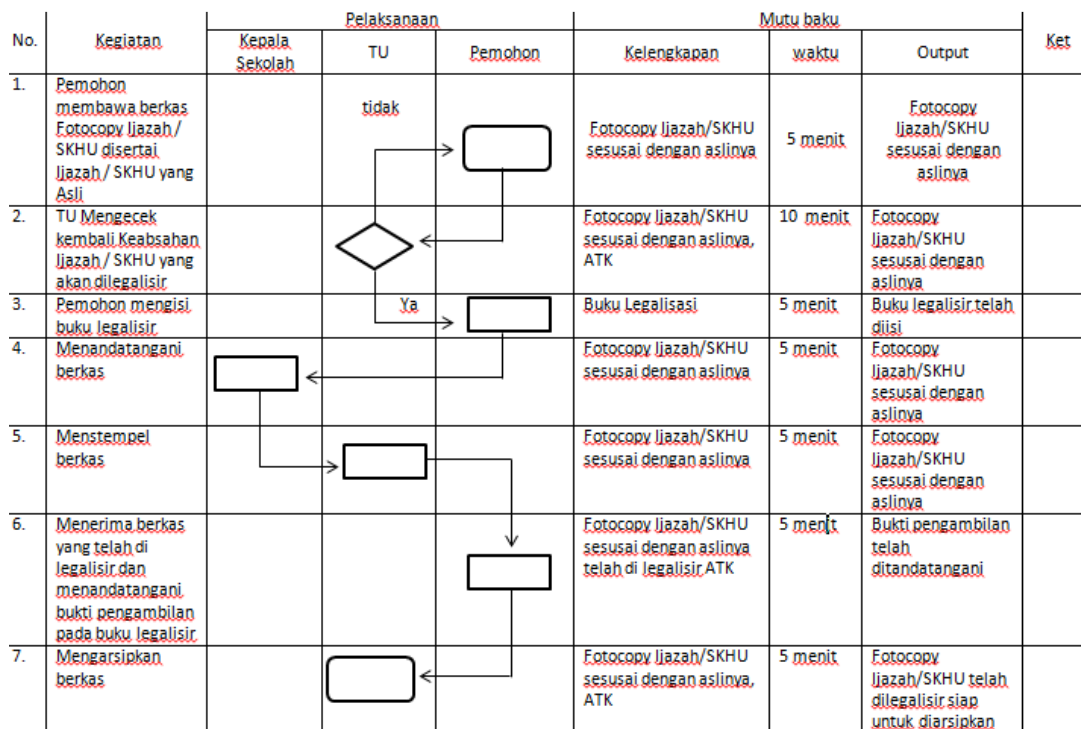 Pelaksanaan
Mutu baku
No.
Kegiatan
Kepala
Sekolah
TU
Pemohon
Kelengkapan
waktu
Output
Ket
1.
Pemohon
membawa berkas
Fotocopy Ijazah /
SKHU disertai
Ijazah / SKHU yang
Asli
tidak
Fotocopy Ijazah/SKHU
sesusai dengan aslinya
5 menit
Fotocopy
Ijazah/SKHU
sesusai dengan
aslinya
2.
TU Mengecek
kembali Keabsahan
Ijazah / SKHU yang
akan dilegalisir
Fotocopy Ijazah/SKHU
sesusai dengan aslinya,
ATK
10 menit
Fotocopy
Ijazah/SKHU
sesusai dengan
aslinya
3.
Pemohon mengisi
buku legalisir
Ya
Buku Legalisasi
5 menit
Buku legalisir telah
diisi
4.
Menandatangani
berkas
Fotocopy Ijazah/SKHU
sesusai dengan aslinya
5 menit
Fotocopy
Ijazah/SKHU
sesusai dengan
aslinya
5.
Menstempel
berkas
Fotocopy Ijazah/SKHU
sesusai dengan aslinya
5 menit
Fotocopy
Ijazah/SKHU
sesusai dengan
aslinya
6.
Menerima berkas
yang telah di
legalisir dan
menandatangani
bukti pengambilan
pada buku legalisir
Fotocopy Ijazah/SKHU
sesusai dengan aslinya
telah di legalisir ATK
5 menit
Bukti pengambilan
telah
ditandatangani
7.
Mengarsipkan
berkas
Fotocopy Ijazah/SKHU
sesusai dengan aslinya,
ATK
5 menit
Fotocopy
Ijazah/SKHU telah
dilegalisir siap
untuk diarsipkan